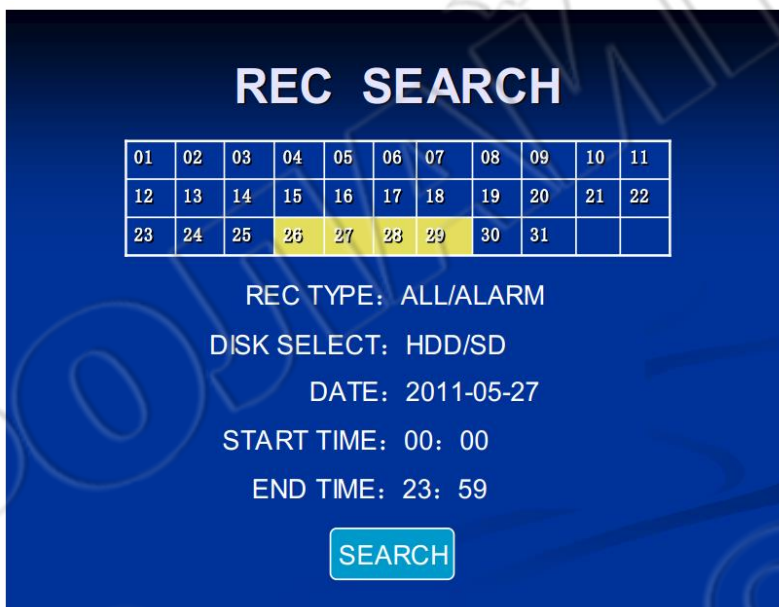 REC SEARCH
01 02 03 04 05 06 07 08 09 10 11
12 13 14 15 16 17 18 19 20 21 22
23 24 25 26 27 28 29 30 31
REC TYPE：ALL/ALARM
DISK SELECT：HDD/SD
DATE：2011-05-27
START TIME：00：00
END TIME：23：59
SEARCH